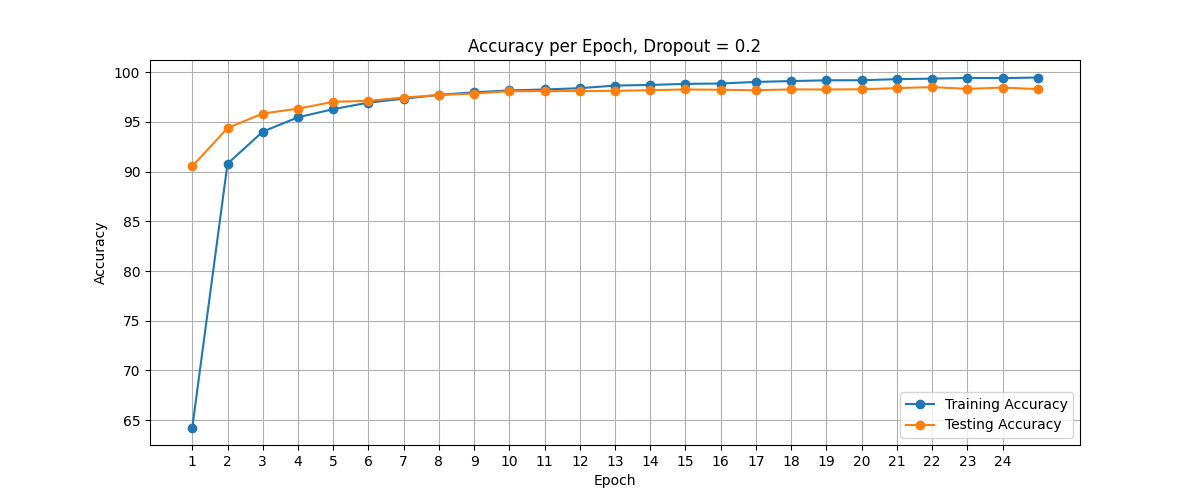 Accuracy per Epoch, Dropout = 0.2
100
95
90
85
80
75
70
65
Accuracy
1 2 3 4 5 6 7 8 9 10 11 12 13 14 15 16 17 18 19 20 21 22 23 24
Epoch
Training Accuracy
Testing Accuracy